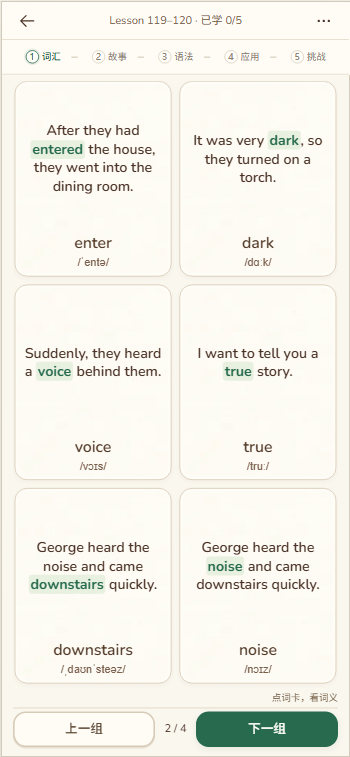 Lesson 119–120 · 已学 0/5
1 词汇 – 2 故事 – 3 语法 – 4 应用 – 5 挑战
After they had
entered the house,
they went into the
dining room.
enter
/ˈentə/
It was very dark, so
they turned on a
torch.
dark
/dɑːk/
Suddenly, they heard
a voice behind them.
voice
/vɔɪs/
I want to tell you a
true story.
true
/truː/
George heard the
noise and came
downstairs quickly.
downstairs
/ˌdaʊnˈsteəz/
George heard the
noise and came
downstairs quickly.
noise
/nɔɪz/
点词卡，看词义
上一组
2 / 4
下一组